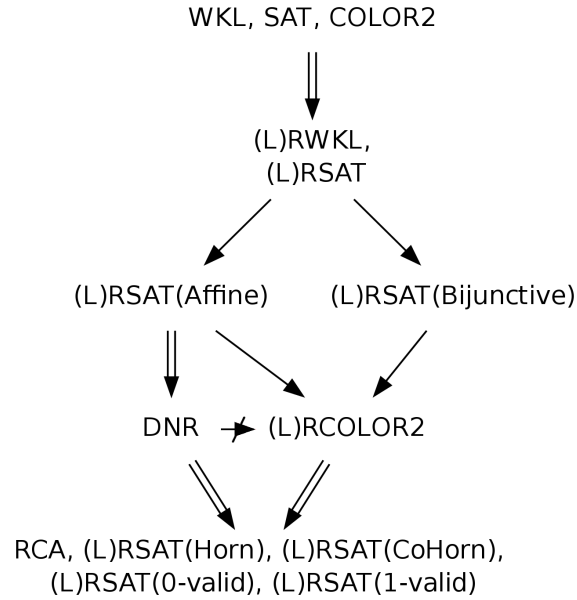 WKL, SAT, COLOR2
(L)RWKL,
(L)RSAT
(L)RSAT(Affine)
(L)RSAT(Bijunctive)
DNR
(L)RCOLOR2
RCA, (L)RSAT(Horn), (L)RSAT(CoHorn),
(L)RSAT(0-valid), (L)RSAT(1-valid)